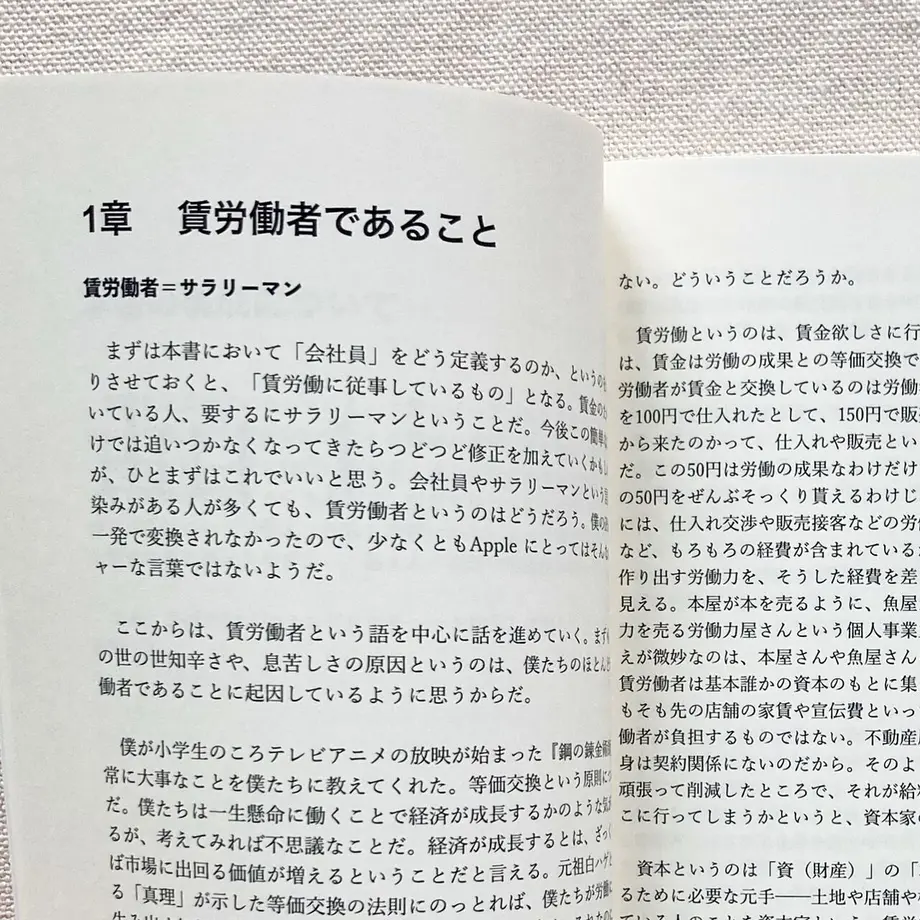 1章 賃労働者であること
賃労働者＝サラリーマン
まずは本書において「会社員」をどう定義するのか、というのを
りさせておくと、「賃労働に従事しているもの」となる。賃金の
いている人、要するにサラリーマンということだ。今後この簡単な
けでは追いつかなくなってきたらつどつど修正を加えていくかもし
が、ひとまずはこれでいいと思う。会社員やサラリーマンという
染みがある人が多くても、賃労働者というのはどうだろう。僕の
一発で変換されなかったので、少なくともAppleにとってはそん
ャーな言葉ではないようだ。
ここからは、賃労働者という語を中心に話を進めていく。まず
の世の世知辛さや、息苦しさの原因というのは、僕たちのほとん
働者であることに起因しているように思うからだ。
僕が小学生のころテレビアニメの放映が始まった『鋼の錬金術
常に大事なことを僕たちに教えてくれた。等価交換という原則に
だ。僕たちは一生懸命に働くことで経済が成長するかのような気
るが、考えてみれば不思議なことだ。経済が成長するとは、ざっく
ば市場に出回る価値が増えるということだと言える。元祖白ハゲ
る「真理」が示した等価交換の法則にのっとれば、僕たちが労働
ない。どういうことだろうか。
賃労働というのは、賃金欲しさに行
は、賃金は労働の成果との等価交換で
労働者が賃金と交換しているのは労働
を100円で仕入れたとして、150円で販
から来たのかって、仕入れや販売とい
だ。この50円は労働の成果なわけだけ
の50円をぜんぶそっくり貰えるわけじ
には、仕入れ交渉や販売接客などの労
など、もろもろの経費が含まれている
作り出す労働力を、そうした経費を差
見える。本屋が本を売るように、魚屋
力を売る労働力屋さんという個人事業
えが微妙なのは、本屋さんや魚屋さん
賃労働者は基本誰かの資本のもとに集
もそも先の店舗の家賃や宣伝費といっ
働者が負担するものではない。不動産
身は契約関係にないのだから。そのよ
頑張って削減したところで、それが給
こに行ってしまうかというと、資本家
資本というのは「資（財産）」の「
るために必要な元手――土地や店舗や